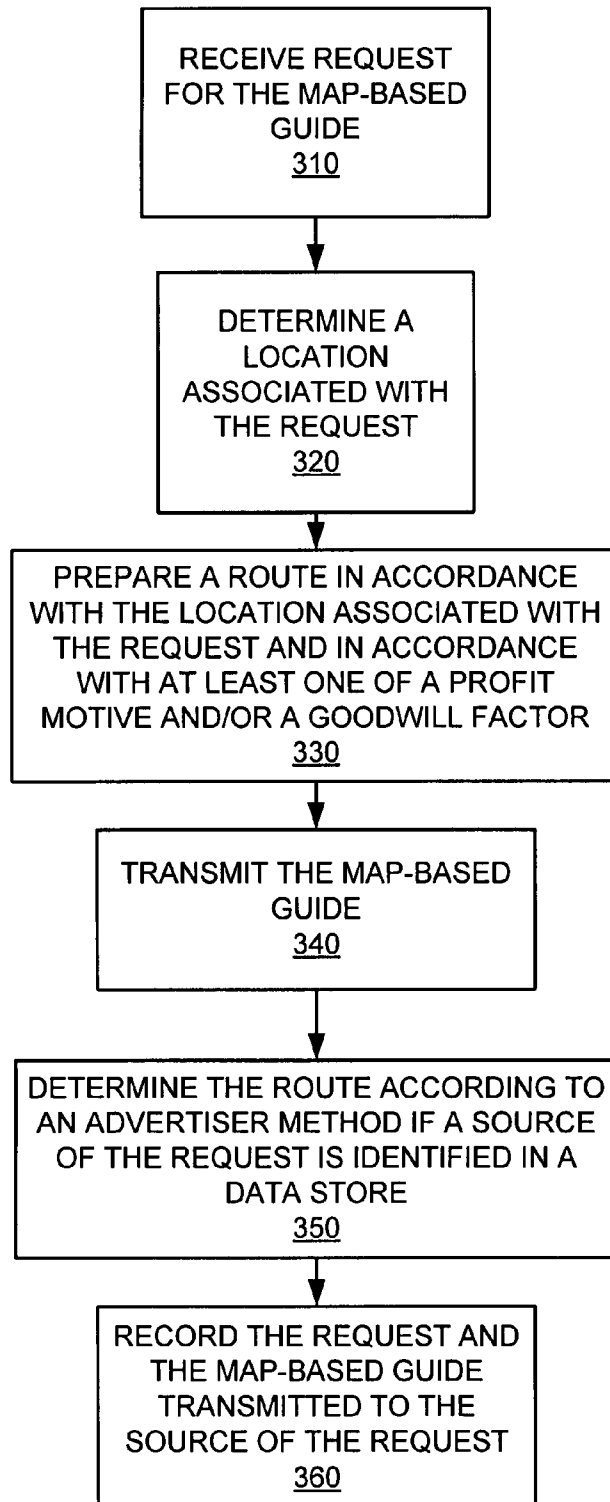 RECEIVE REQUEST
FOR THE MAP-BASED
GUIDE
310
DETERMINE A
LOCATION
ASSOCIATED WITH
THE REQUEST
320
PREPARE A ROUTE IN ACCORDANCE
WITH THE LOCATION ASSOCIATED WITH
THE REQUEST AND IN ACCORDANCE
WITH AT LEAST ONE OF A PROFIT
MOTIVE AND/OR A GOODWILL FACTOR
330
TRANSMIT THE MAP-BASED
GUIDE
340
DETERMINE THE ROUTE ACCORDING TO
AN ADVERTISER METHOD IF A SOURCE
OF THE REQUEST IS IDENTIFIED IN A
DATA STORE
350
RECORD THE REQUEST AND
THE MAP-BASED GUIDE
TRANSMITTED TO THE
SOURCE OF THE REQUEST
360